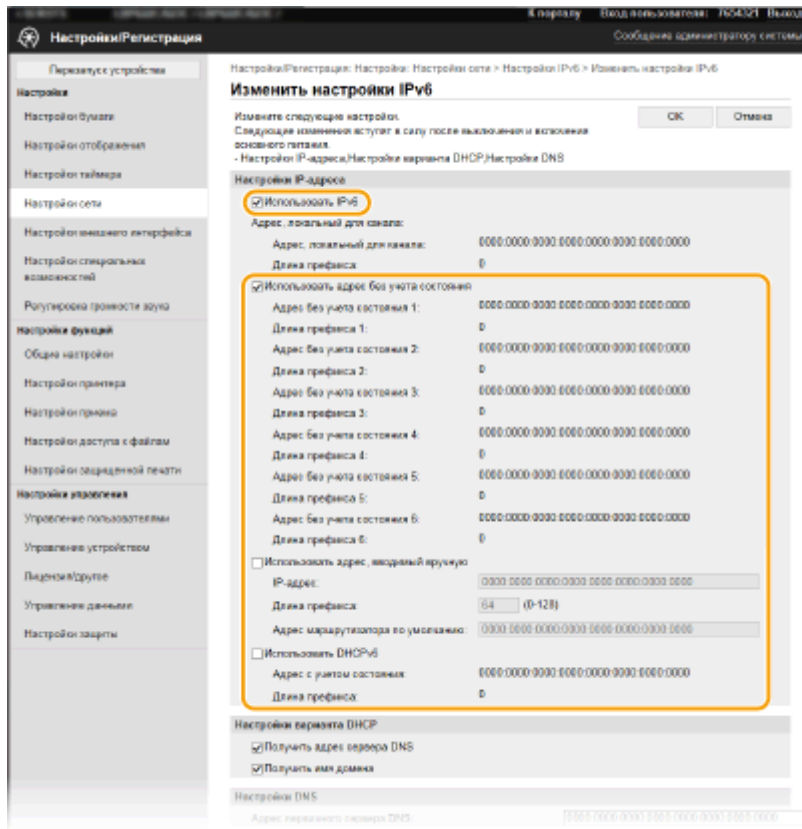 К порталу Вход пользователя: 7654321 Выход
Настройки/Регистрация
Сообщение администратору системы
Перезапуск устройства
Настройки
Настройки бумаги
Настройки отображения
Настройки таймера
Настройки сети
Настройки внешнего интерфейса
Настройки специальных
возможностей
Регулировка громкости звука
Настройки функций
Общие настройки
Настройки принтера
Настройки приема
Настройки доступа к файлам
Настройки защищенной печати
Настройки управления
Управление пользователями
Управление устройством
Лицензия/другое
Управление данными
Настройки защиты
Настройки/Регистрация: Настройки: Настройки сети > Настройки IPv6 > Изменить настройки IPv6
Изменить настройки IPv6
Измените следующие настройки.
OK Отмена
Следующие изменения вступят в силу после выключения и включения
основного питания.
- Настройки IP-адреса,Настройки варианта DHCP,Настройки DNS
Настройки IP-адреса
Использовать IPv6
Адрес, локальный для канала:
Адрес, локальный для канала: 0000:0000:0000:0000:0000:0000:0000:0000
Длина префикса: 0
Использовать адрес без учета состояния
Адрес без учета состояния 1: 0000:0000:0000:0000:0000:0000:0000:0000
Длина префикса 1: 0
Адрес без учета состояния 2: 0000:0000:0000:0000:0000:0000:0000:0000
Длина префикса 2: 0
Адрес без учета состояния 3: 0000:0000:0000:0000:0000:0000:0000:0000
Длина префикса 3: 0
Адрес без учета состояния 4: 0000:0000:0000:0000:0000:0000:0000:0000
Длина префикса 4: 0
Адрес без учета состояния 5: 0000:0000:0000:0000:0000:0000:0000:0000
Длина префикса 5: 0
Адрес без учета состояния 6: 0000:0000:0000:0000:0000:0000:0000:0000
Длина префикса 6: 0
Использовать адрес, вводимый вручную
IP-адрес: 0000:0000:0000:0000:0000:0000:0000:0000
Длина префикса: 64 (0-128)
Адрес маршрутизатора по умолчанию: 0000:0000:0000:0000:0000:0000:0000:0000
Использовать DHCPv6
Адрес с учетом состояния: 0000:0000:0000:0000:0000:0000:0000:0000
Длина префикса: 0
Настройки варианта DHCP
Получить адрес сервера DNS
Получить имя домена
Настройки DNS
Адрес первичного сервера DNS: 0000:0000:0000:0000:0000:0000:0000:0000